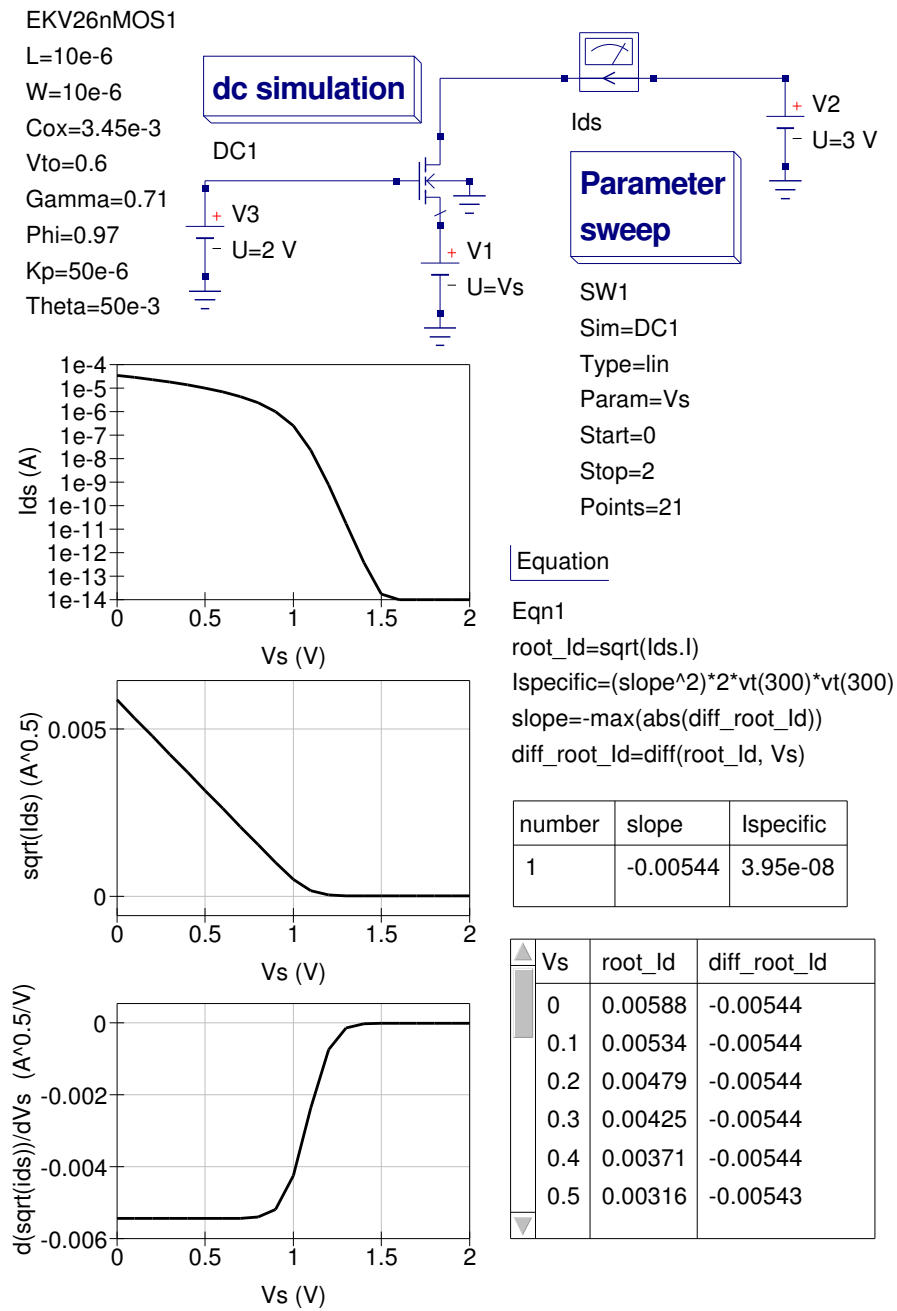 EKV26nMOS1
L=10e-6
W=10e-6
Cox=3.45e-3
Vto=0.6
Gamma=0.71
Phi=0.97
Kp=50e-6
Theta=50e-3
dc simulation
DC1
+ V3
− U=2 V
+ V1
− U=Vs
Ids
+ V2
− U=3 V
Parameter
sweep
SW1
Sim=DC1
Type=lin
Param=Vs
Start=0
Stop=2
Points=21
Ids (A)
1e-4
1e-5
1e-6
1e-7
1e-8
1e-9
1e-10
1e-11
1e-12
1e-13
1e-14
0 0.5 1 1.5 2
Vs (V)
sqrt(Ids) (A^0.5)
0.005
0
0 0.5 1 1.5 2
Vs (V)
d(sqrt(ids))/dVs (A^0.5/V)
0
-0.002
-0.004
-0.006
0 0.5 1 1.5 2
Vs (V)
Equation
Eqn1
root_Id=sqrt(Ids.I)
Ispecific=(slope^2)*2*vt(300)*vt(300)
slope=-max(abs(diff_root_Id))
diff_root_Id=diff(root_Id, Vs)
number slope Ispecific
1 -0.00544 3.95e-08
Vs root_Id diff_root_Id
0 0.00588 -0.00544
0.1 0.00534 -0.00544
0.2 0.00479 -0.00544
0.3 0.00425 -0.00544
0.4 0.00371 -0.00544
0.5 0.00316 -0.00543